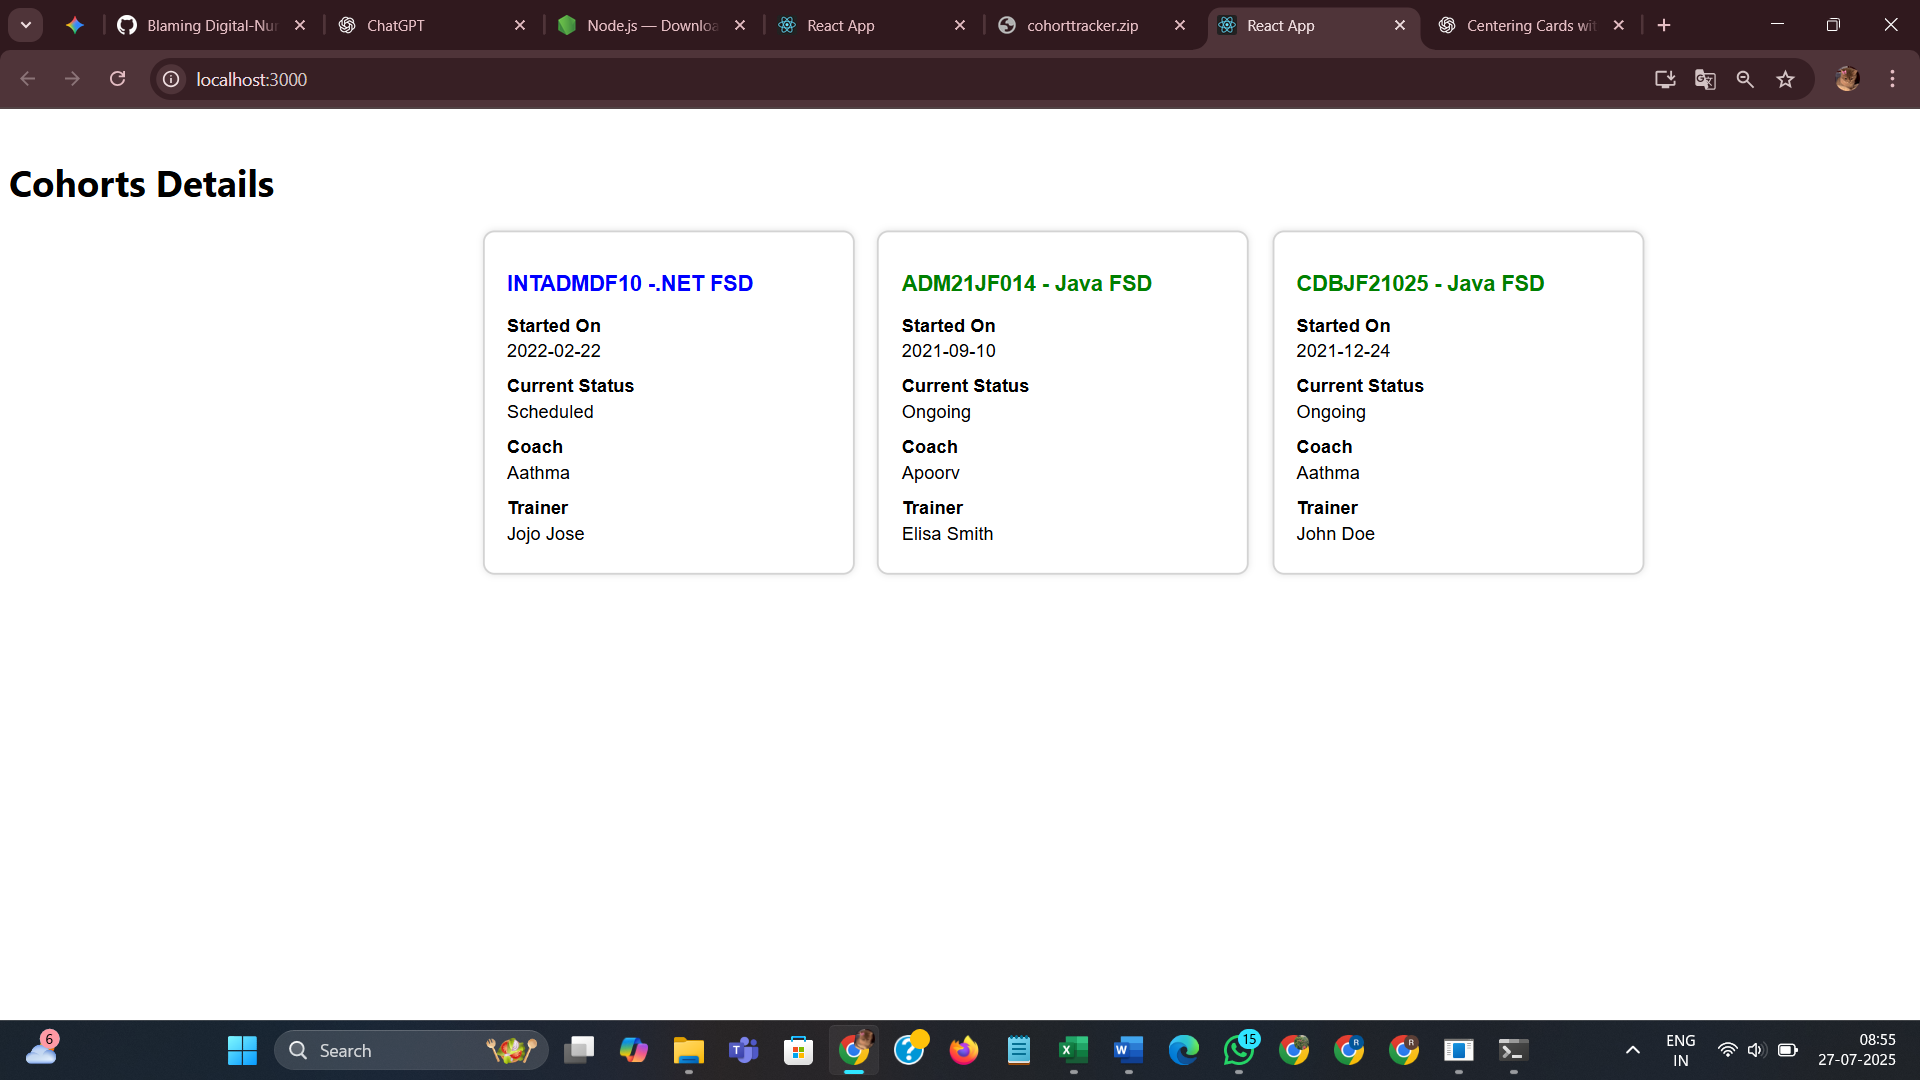 Blaming Digital-Nur
ChatGPT
Node.js — Downloa
React App
cohorttracker.zip
React App
Centering Cards wit
localhost:3000
Cohorts Details
INTADMDF10 -.NET FSD
Started On
2022-02-22
Current Status
Scheduled
Coach
Aathma
Trainer
Jojo Jose
ADM21JF014 - Java FSD
Started On
2021-09-10
Current Status
Ongoing
Coach
Apoorv
Trainer
Elisa Smith
CDBJF21025 - Java FSD
Started On
2021-12-24
Current Status
Ongoing
Coach
Aathma
Trainer
John Doe
6
Search
15
R
R
ENG
IN
08:55
27-07-2025